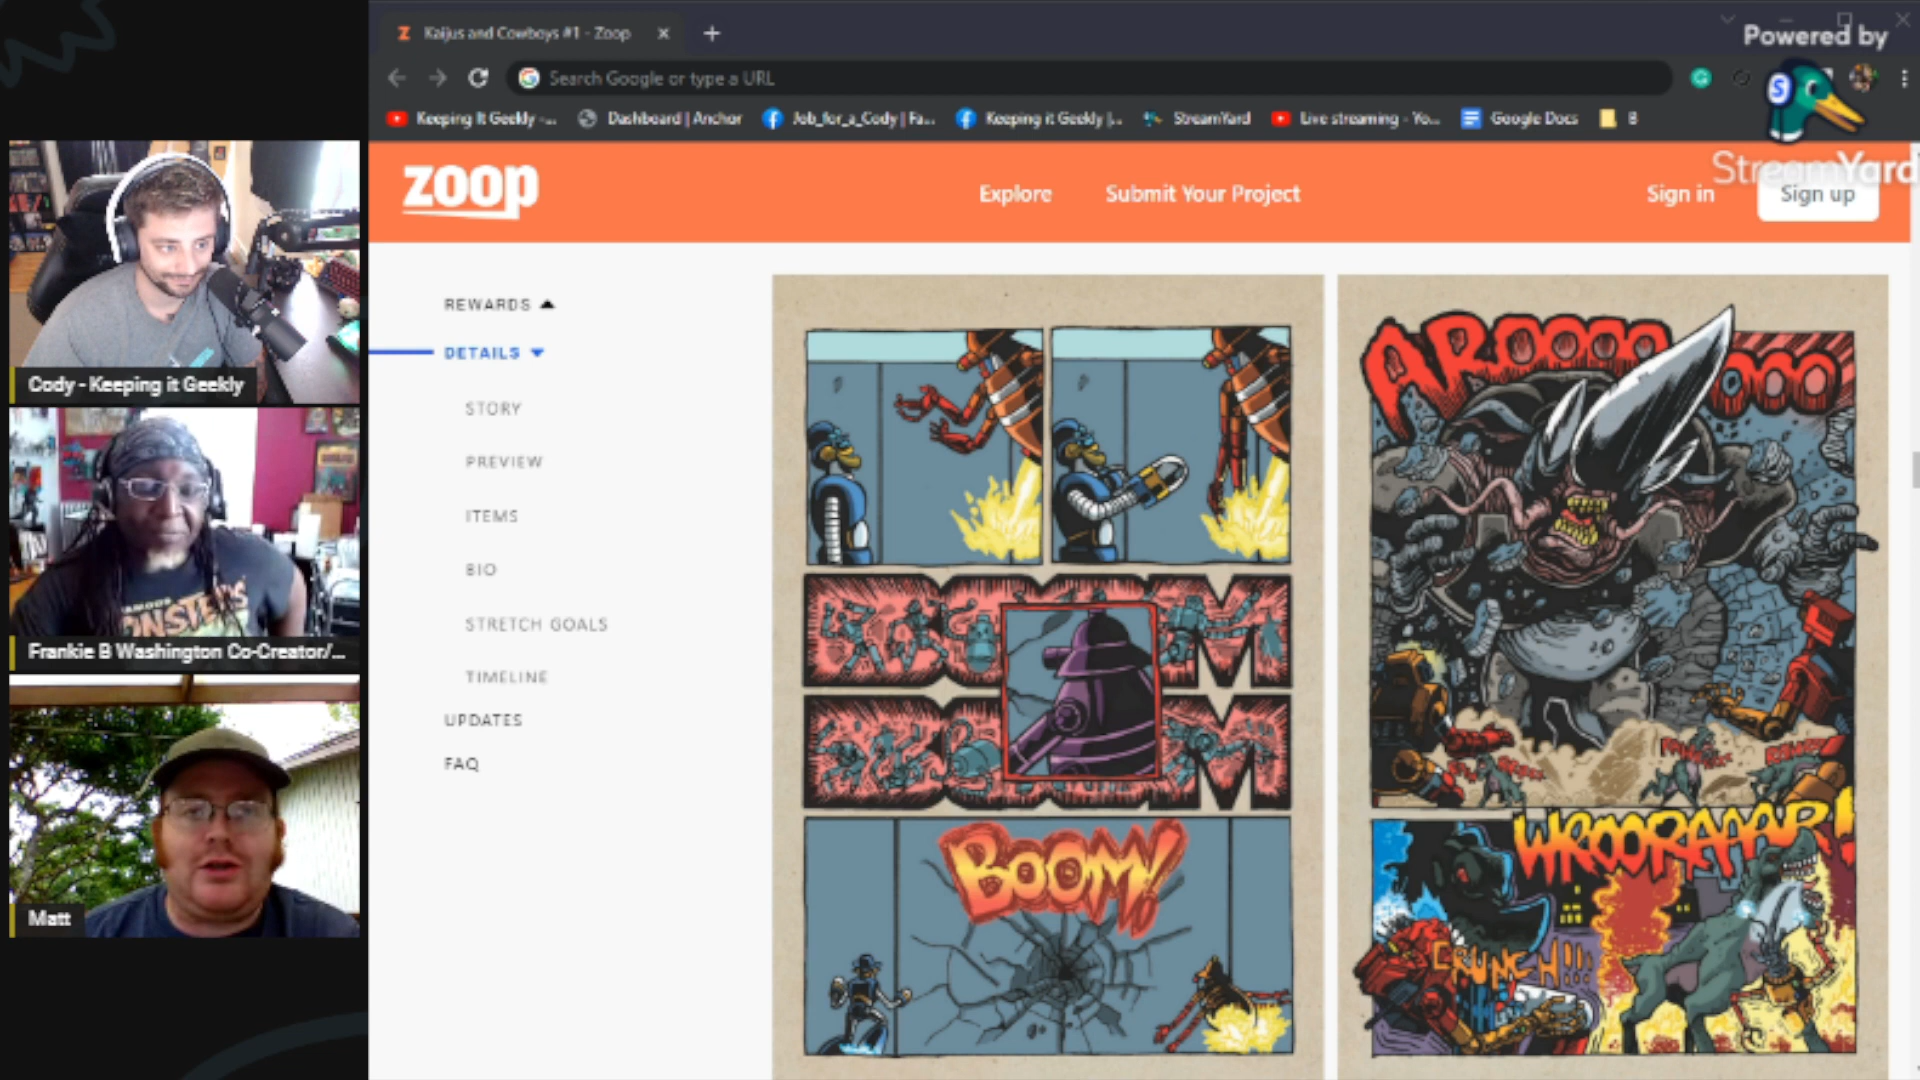 Kaijus and Cowboys #1 - Zoop
Powered by
Search Google or type a URL
S
Keeping It Geekly -...
Dashboard | Anchor
Job_for_a_Cody | Fa...
Keeping it Geekly |...
StreamYard
Live streaming - Yo...
Google Docs
B
StreamYard
zoop
Explore
Submit Your Project
Sign in
Sign up
REWARDS
DETAILS
STORY
PREVIEW
ITEMS
BIO
STRETCH GOALS
TIMELINE
UPDATES
FAQ
Cody - Keeping it Geekly
Frankie B Washington Co-Creator/...
Matt
BOOM!
CRUNCH!!!